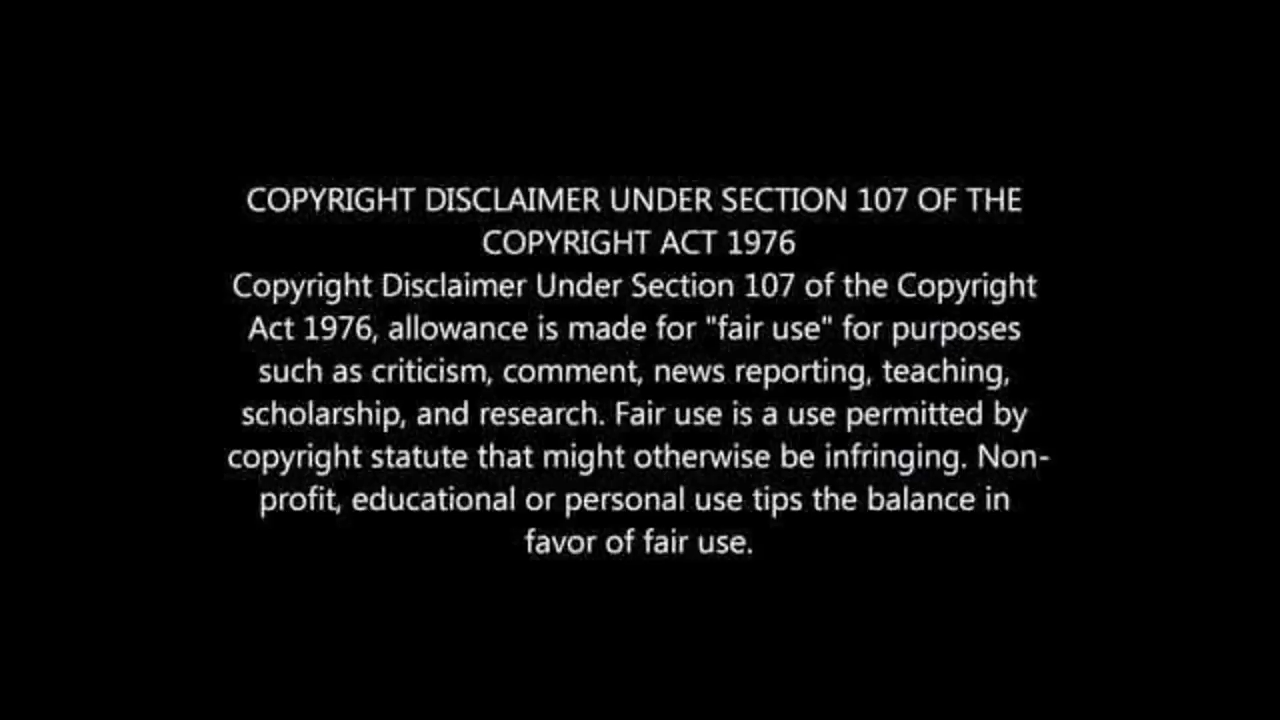 COPYRIGHT DISCLAIMER UNDER SECTION 107 OF THE
COPYRIGHT ACT 1976
Copyright Disclaimer Under Section 107 of the Copyright
Act 1976, allowance is made for "fair use" for purposes
such as criticism, comment, news reporting, teaching,
scholarship, and research. Fair use is a use permitted by
copyright statute that might otherwise be infringing. Non-
profit, educational or personal use tips the balance in
favor of fair use.